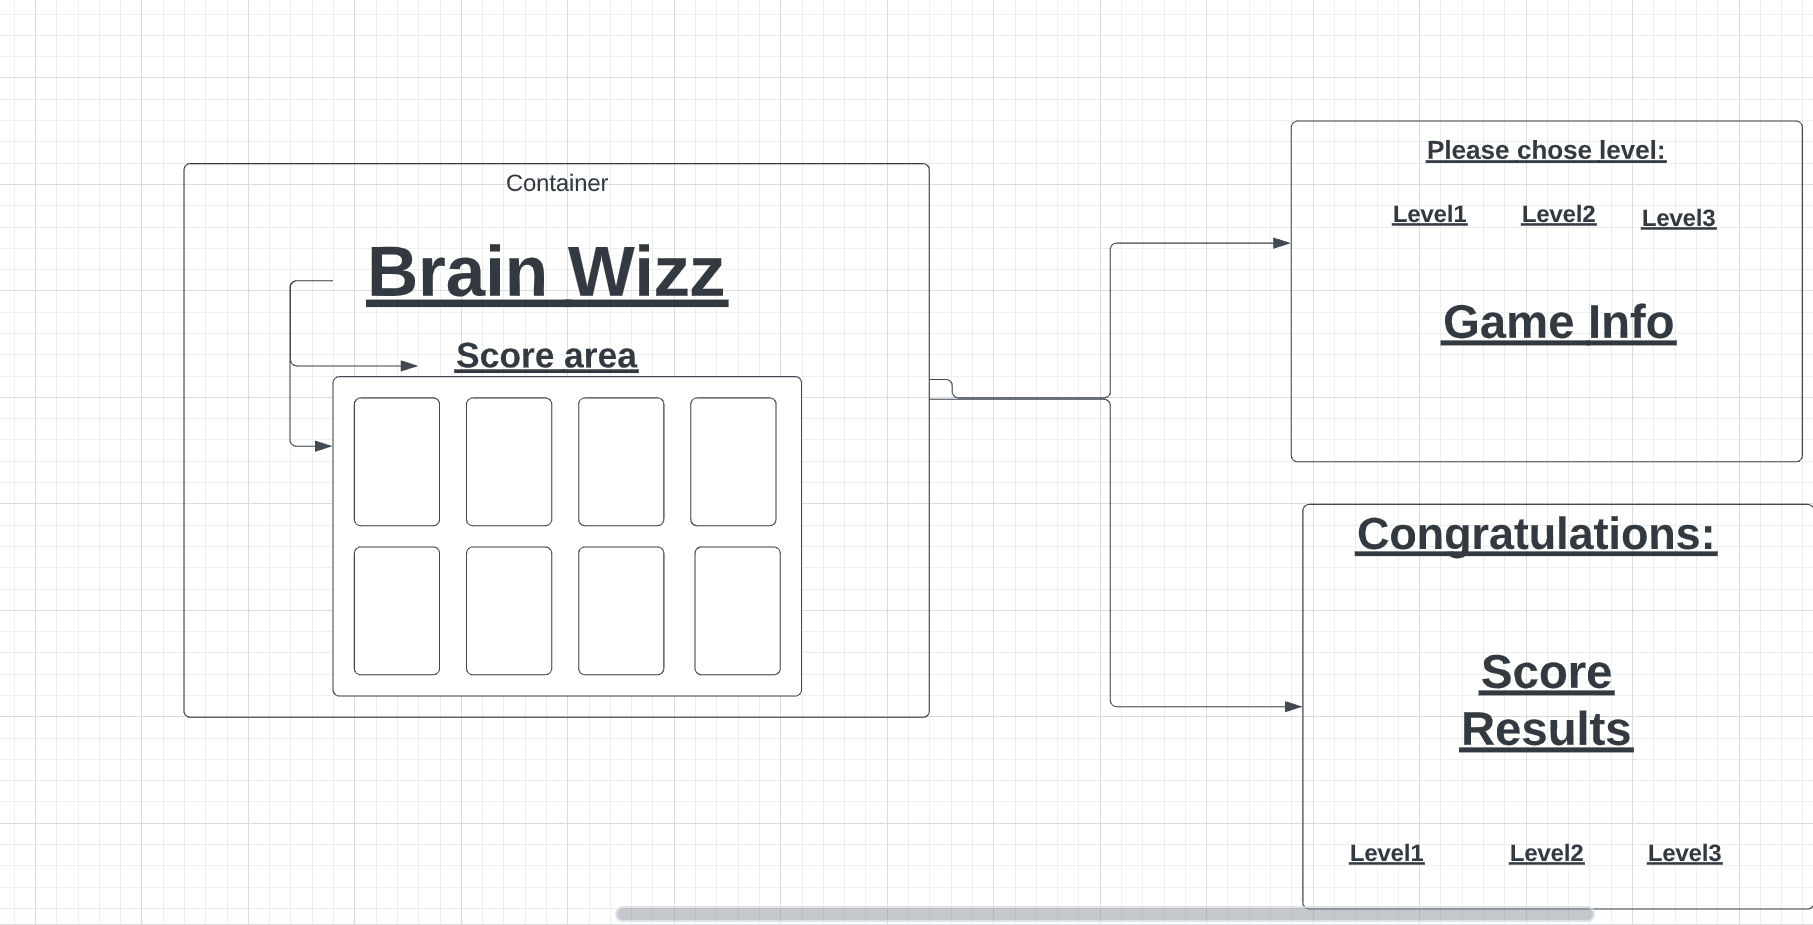 Container
Brain Wizz
Score area
Please chose level:
Level1 Level2 Level3
Game Info
Congratulations:
Score
Results
Level1 Level2 Level3